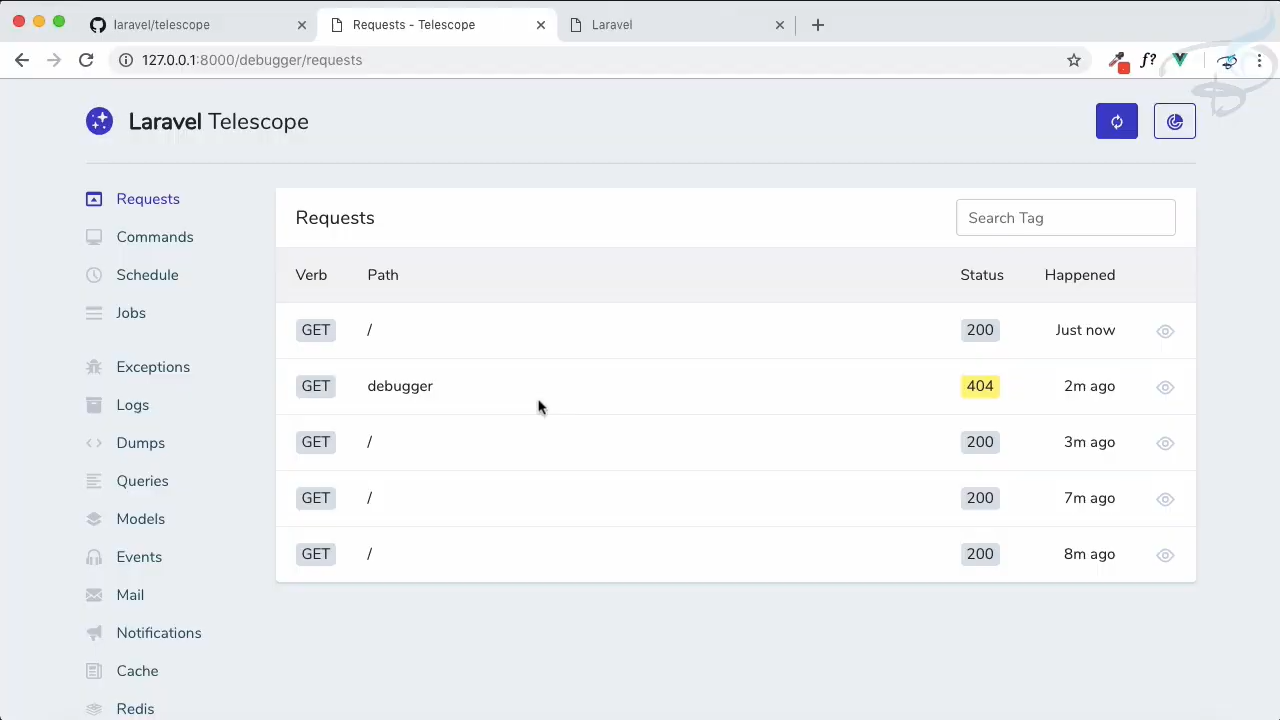 laravel/telescope
Requests - Telescope
Laravel
127.0.0.1:8000/debugger/requests
f?
Laravel Telescope
Requests
Commands
Schedule
Jobs
Exceptions
Logs
Dumps
Queries
Models
Events
Mail
Notifications
Cache
Redis
Requests
Search Tag
Verb Path Status Happened
GET / 200 Just now
GET debugger 404 2m ago
GET / 200 3m ago
GET / 200 7m ago
GET / 200 8m ago